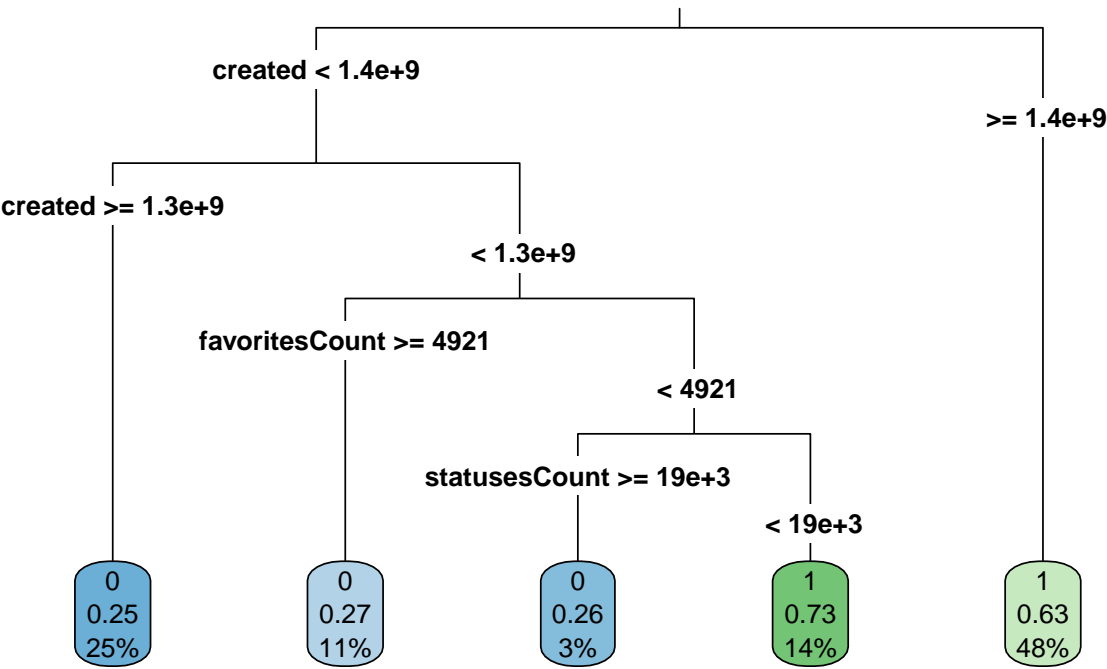 created < 1.4e+9
>= 1.4e+9
created >= 1.3e+9
< 1.3e+9
favoritesCount >= 4921
< 4921
statusesCount >= 19e+3
< 19e+3
0
0.25
25%
0
0.27
11%
0
0.26
3%
1
0.73
14%
1
0.63
48%